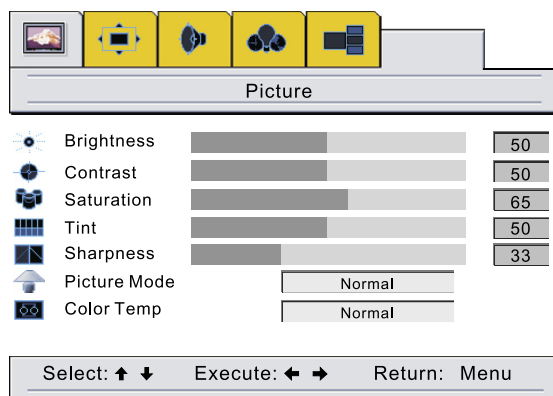 Picture
Brightness 50
Contrast 50
Saturation 65
Tint 50
Sharpness 33
Picture Mode Normal
Color Temp Normal
Select: ↑ ↓ Execute: ← → Return: Menu